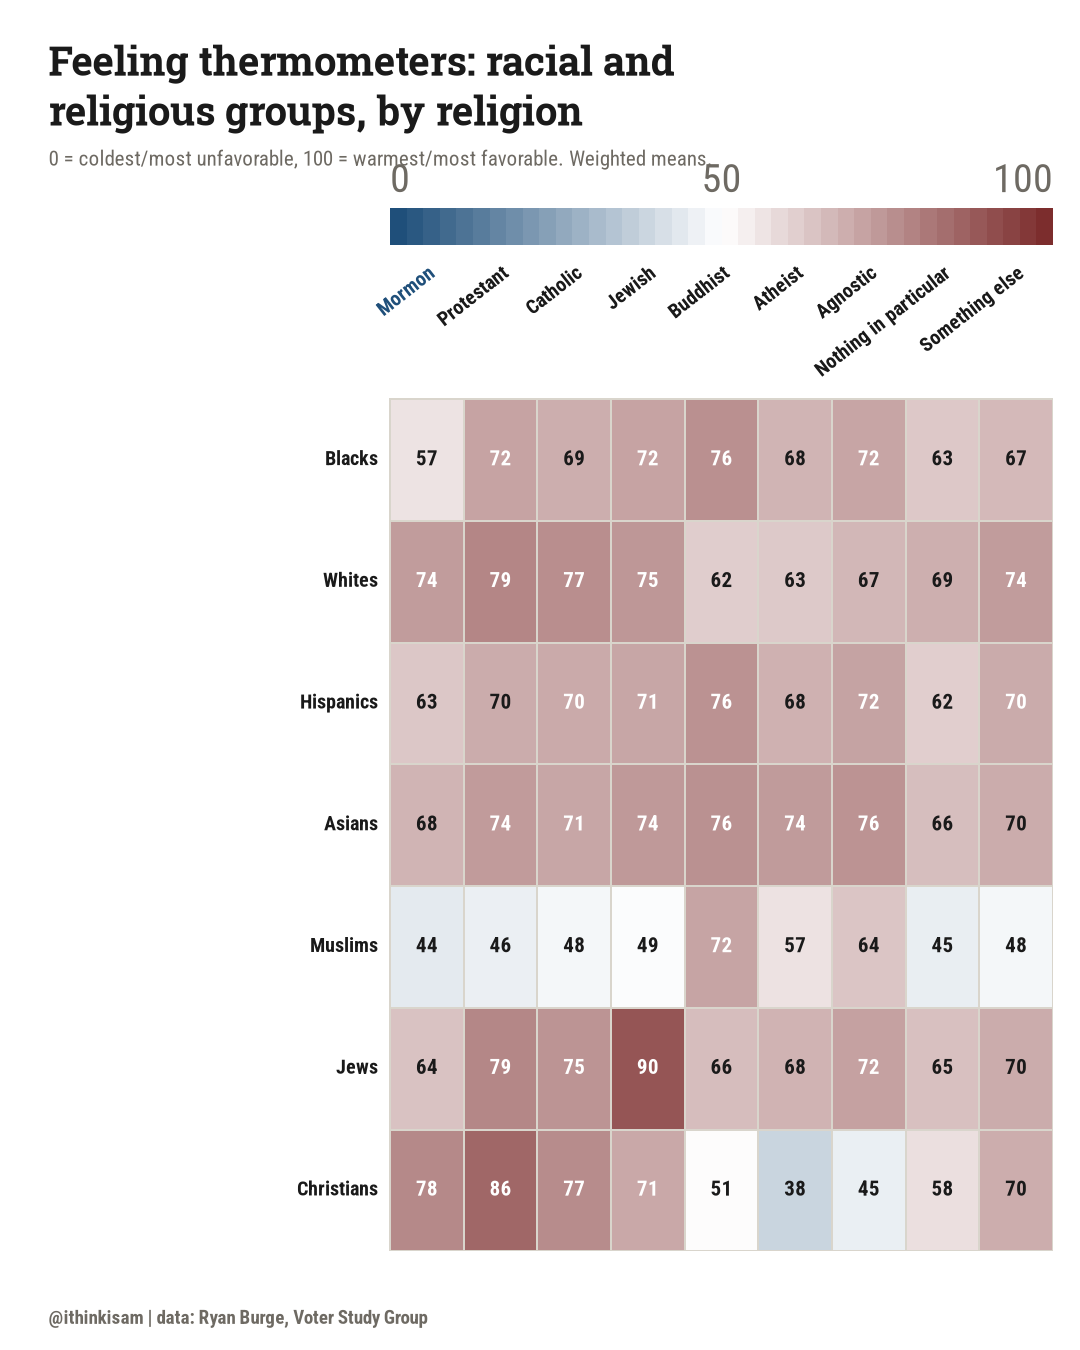 Feeling thermometers: racial and
religious groups, by religion
0 = coldest/most unfavorable, 100 = warmest/most favorable. Weighted means.
0 50 100
Mormon Protestant Catholic Jewish Buddhist Atheist Agnostic Nothing in particular Something else
Blacks 57 72 69 72 76 68 72 63 67
Whites 74 79 77 75 62 63 67 69 74
Hispanics 63 70 70 71 76 68 72 62 70
Asians 68 74 71 74 76 74 76 66 70
Muslims 44 46 48 49 72 57 64 45 48
Jews 64 79 75 90 66 68 72 65 70
Christians 78 86 77 71 51 38 45 58 70
@ithinkisam | data: Ryan Burge, Voter Study Group